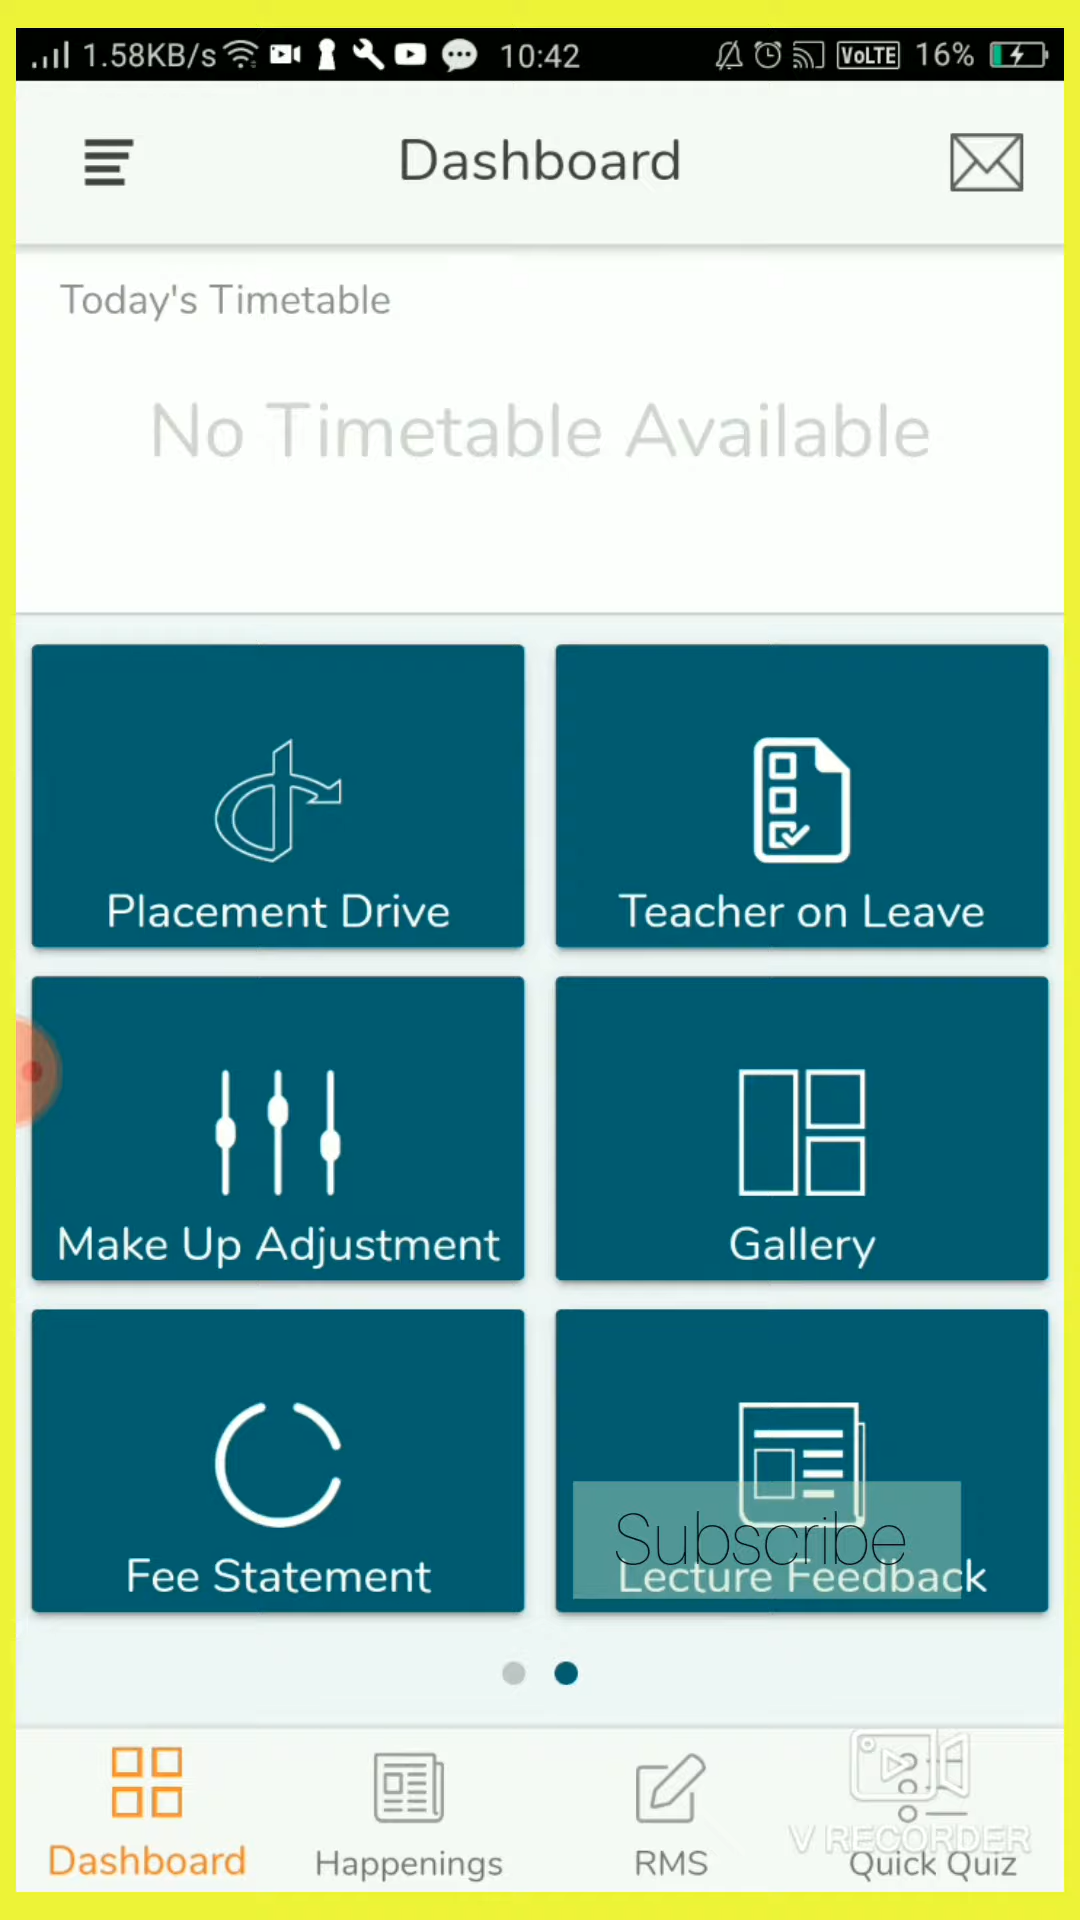 1.58KB/s 10:42 VoLTE 16%
Dashboard
Today's Timetable
No Timetable Available
Placement Drive
Teacher on Leave
Make Up Adjustment
Gallery
Fee Statement
Subscribe
Lecture Feedback
V RECORDER
Dashboard
Happenings
RMS
Quick Quiz